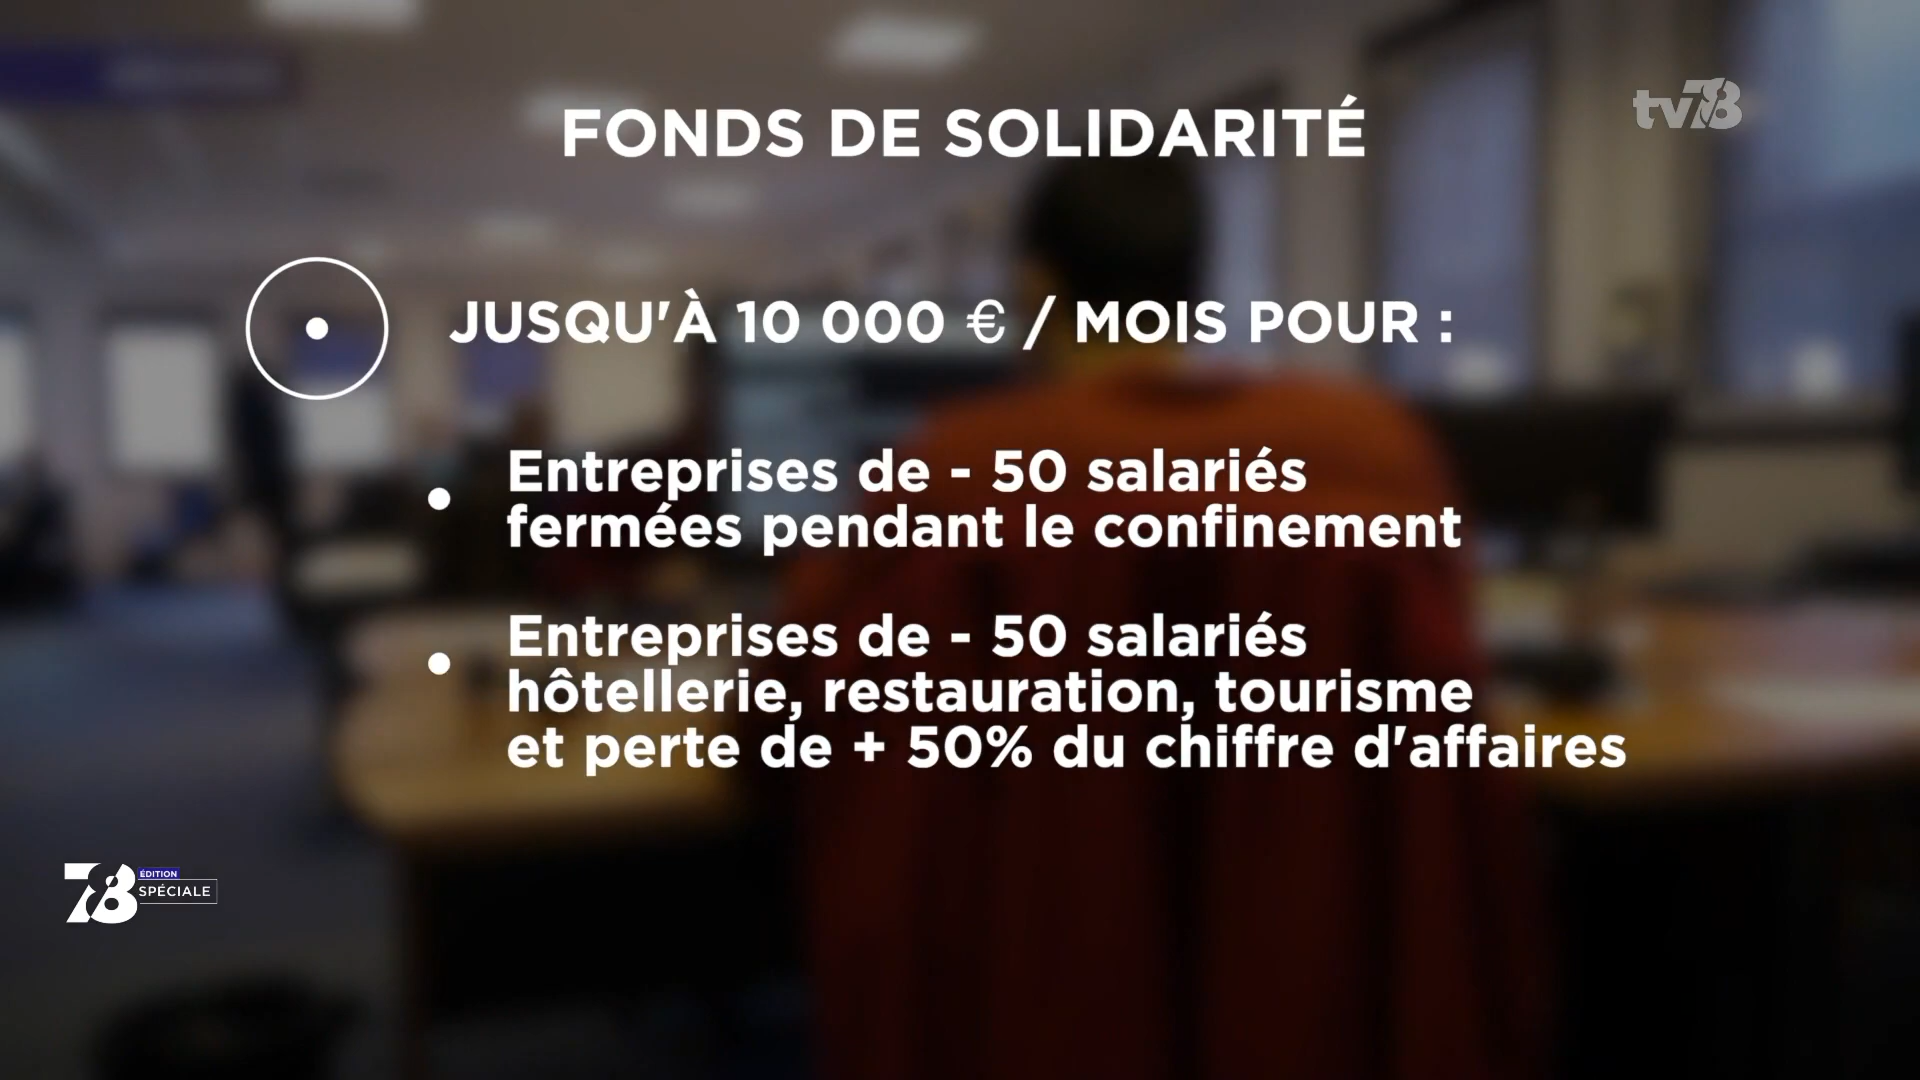 tv78
FONDS DE SOLIDARITÉ
JUSQU'À 10 000 € / MOIS POUR :
• Entreprises de - 50 salariés
fermées pendant le confinement
• Entreprises de - 50 salariés
hôtellerie, restauration, tourisme
et perte de + 50% du chiffre d'affaires
78 ÉDITION
SPÉCIALE